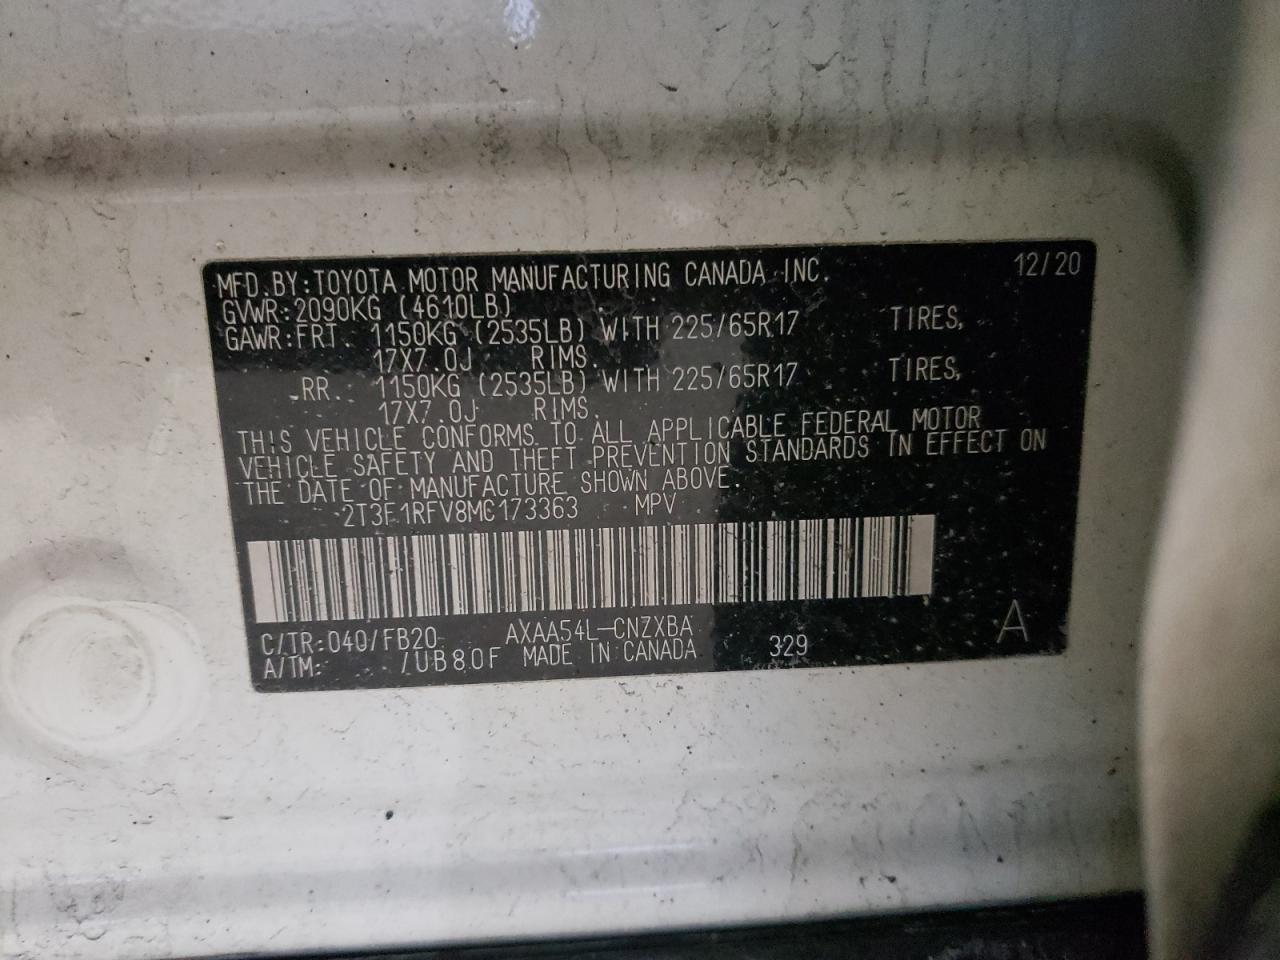 MFD.BY:TOYOTA MOTOR MANUFACTURING CANADA INC. 12/20
GVWR:2090KG (4610LB)
GAWR:FRT. 1150KG (2535LB) WITH 225/65R17 TIRES,
17X7.0J RIMS.
RR. 1150KG (2535LB) WITH 225/65R17 TIRES,
17X7.0J RIMS.
THIS VEHICLE CONFORMS TO ALL APPLICABLE FEDERAL MOTOR
VEHICLE SAFETY AND THEFT PREVENTION STANDARDS IN EFFECT ON
THE DATE OF MANUFACTURE SHOWN ABOVE.
2T3F1RFV8MC173363 MPV
C/TR:040/FB20 AXAA54L-CNZXBA
A/TM: /UB80F MADE IN CANADA 329 A